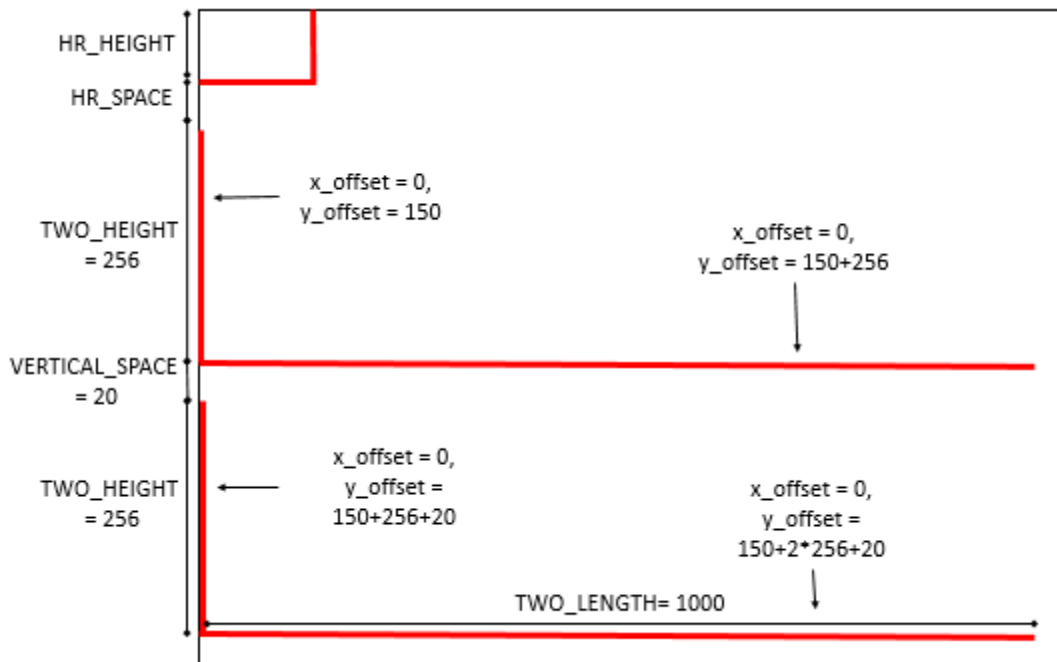 HR_HEIGHT
HR_SPACE
x_offset = 0,
y_offset = 150
TWO_HEIGHT
= 256
x_offset = 0,
y_offset = 150+256
VERTICAL_SPACE
= 20
x_offset = 0,
y_offset =
150+256+20
TWO_HEIGHT
= 256
x_offset = 0,
y_offset =
150+2*256+20
TWO_LENGTH= 1000